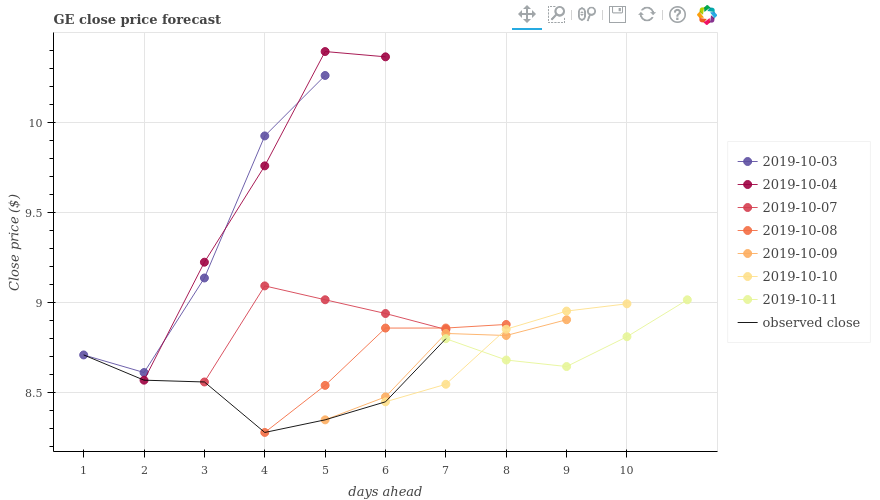 GE close price forecast
10
9.5
9
8.5
Close price ($)
1 2 3 4 5 6 7 8 9 10
days ahead
2019-10-03
2019-10-04
2019-10-07
2019-10-08
2019-10-09
2019-10-10
2019-10-11
observed close